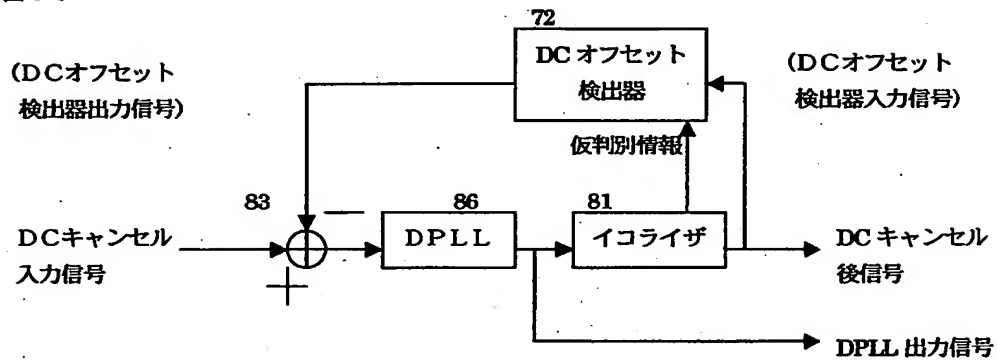 72
DC オフセット
検出器
(DCオフセット
検出器出力信号)
(DCオフセット
検出器入力信号)
仮判別情報
83
86
81
DCキャンセル
入力信号
DPLL
イコライザ
DC キャンセル
後信号
DPLL 出力信号